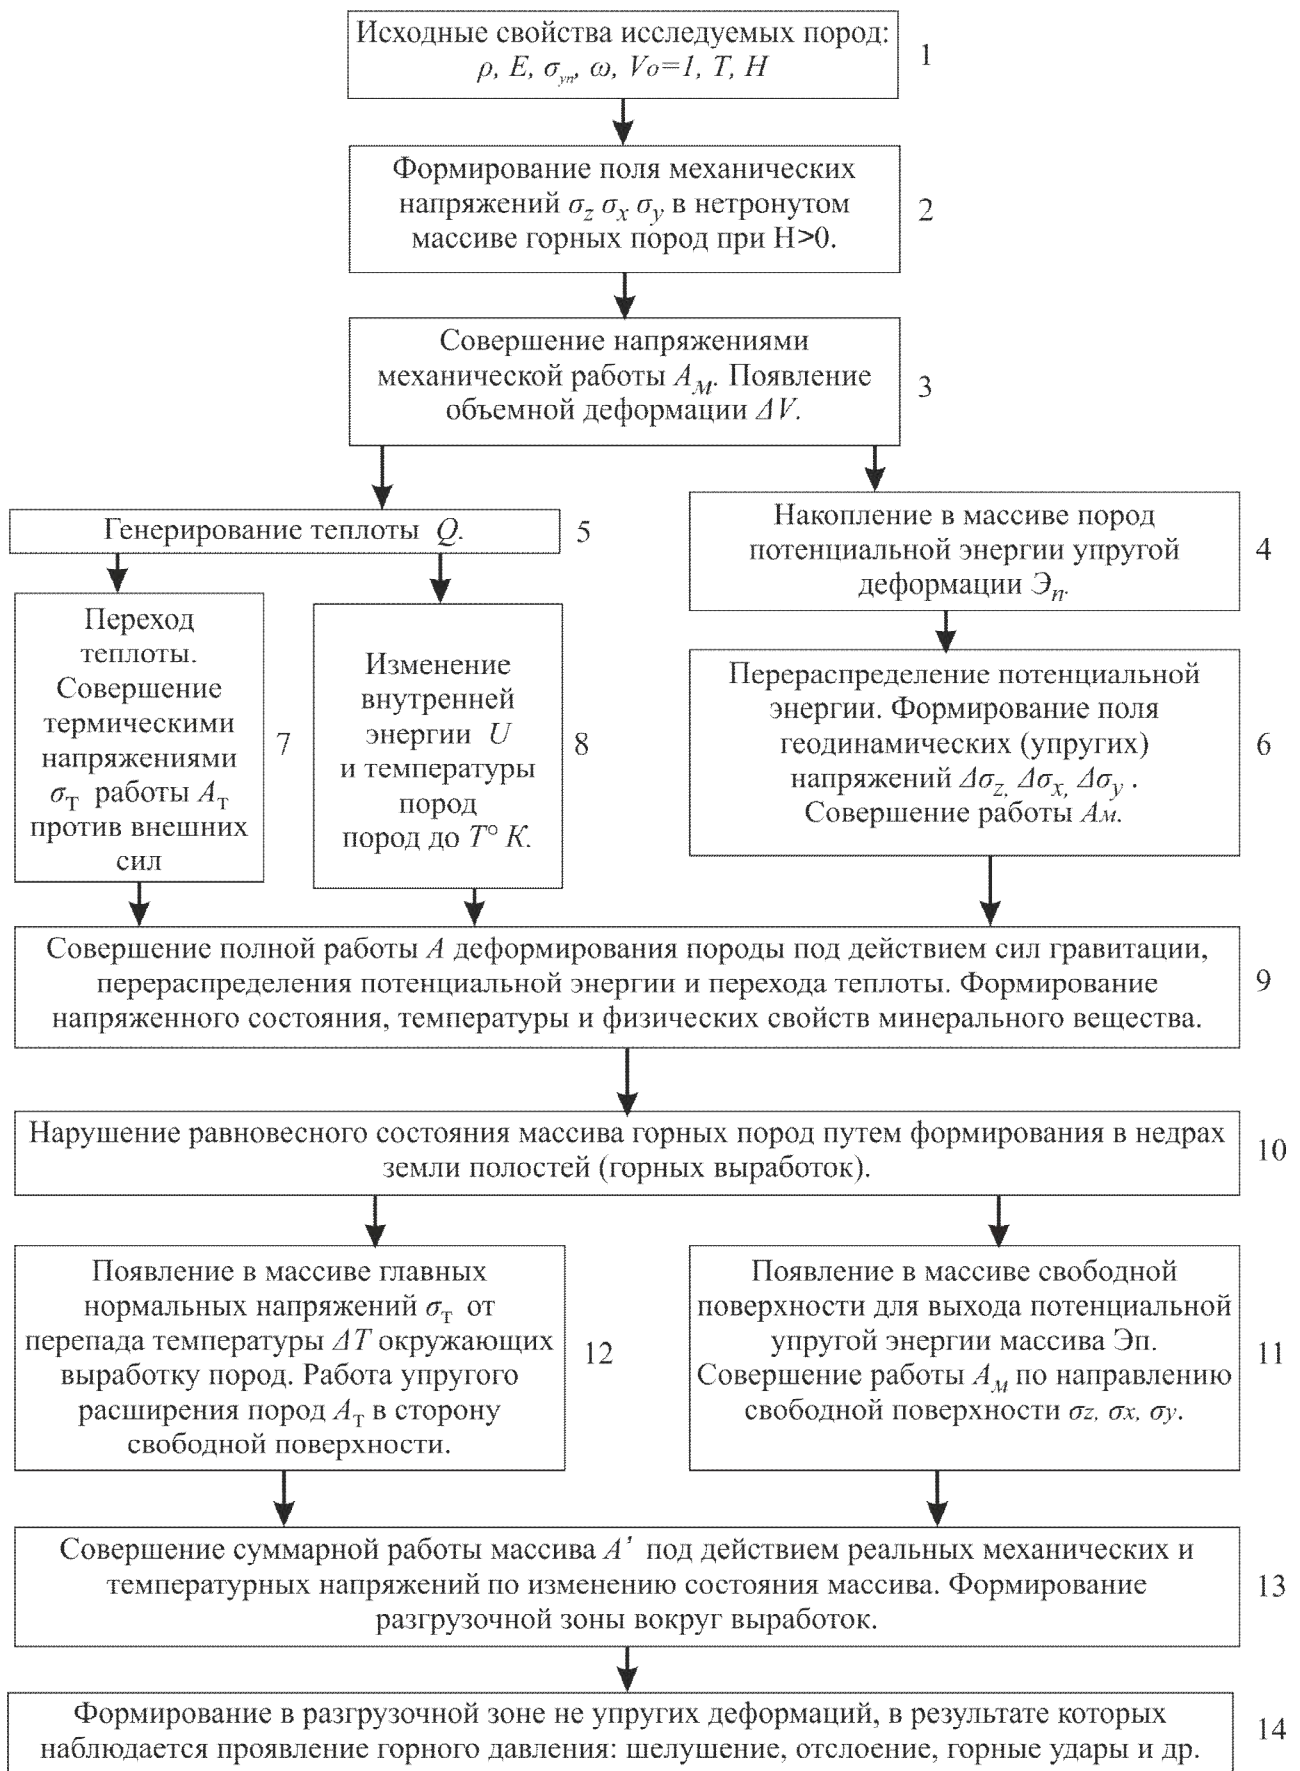 Исходные свойства исследуемых пород:
ρ, E, σуп, ω, Vo=1, T, H
1
Формирование поля механических
напряжений σz σx σy в нетронутом
массиве горных пород при H>0.
2
Совершение напряжениями
механической работы AМ. Появление
объемной деформации ΔV.
3
Генерирование теплоты Q.
5
Накопление в массиве пород
потенциальной энергии упругой
деформации Эп.
4
Переход
теплоты.
Совершение
термическими
напряжениями
σТ работы AТ
против внешних
сил
7
Изменение
внутренней
энергии U
и температуры
пород
пород до T° K.
8
Перераспределение потенциальной
энергии. Формирование поля
геодинамических (упругих)
напряжений Δσz, Δσx, Δσy .
Совершение работы Aм.
6
Совершение полной работы A деформирования породы под действием сил гравитации,
перераспределения потенциальной энергии и перехода теплоты. Формирование
напряженного состояния, температуры и физических свойств минерального вещества.
9
Нарушение равновесного состояния массива горных пород путем формирования в недрах
земли полостей (горных выработок).
10
Появление в массиве главных
нормальных напряжений σТ от
перепада температуры ΔT окружающих
выработку пород. Работа упругого
расширения пород AТ в сторону
свободной поверхности.
12
Появление в массиве свободной
поверхности для выхода потенциальной
упругой энергии массива Эп.
Совершение работы AМ по направлению
свободной поверхности σz, σx, σy.
11
Совершение суммарной работы массива A' под действием реальных механических и
температурных напряжений по изменению состояния массива. Формирование
разгрузочной зоны вокруг выработок.
13
Формирование в разгрузочной зоне не упругих деформаций, в результате которых
наблюдается проявление горного давления: шелушение, отслоение, горные удары и др.
14